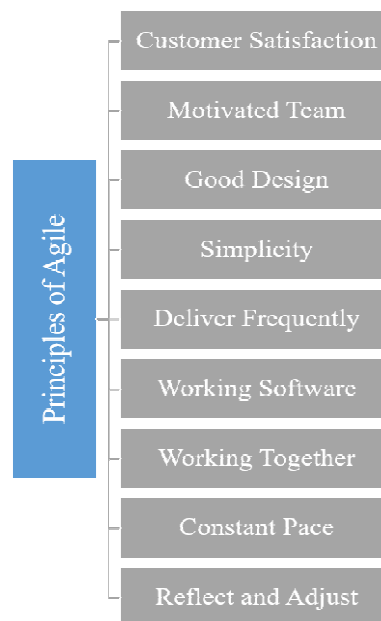 Principles of Agile
Customer Satisfaction
Motivated Team
Good Design
Simplicity
Deliver Frequently
Working Software
Working Together
Constant Pace
Reflect and Adjust